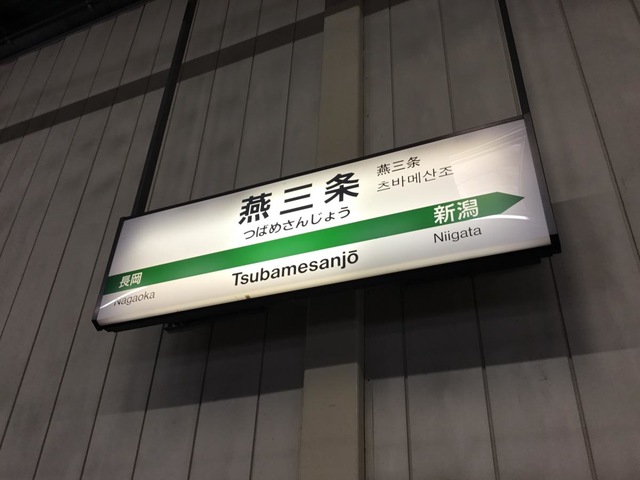 燕三条
つばめさんじょう
燕三条
츠바메산조
長岡
Nagaoka
Tsubamesanjō
新潟
Niigata